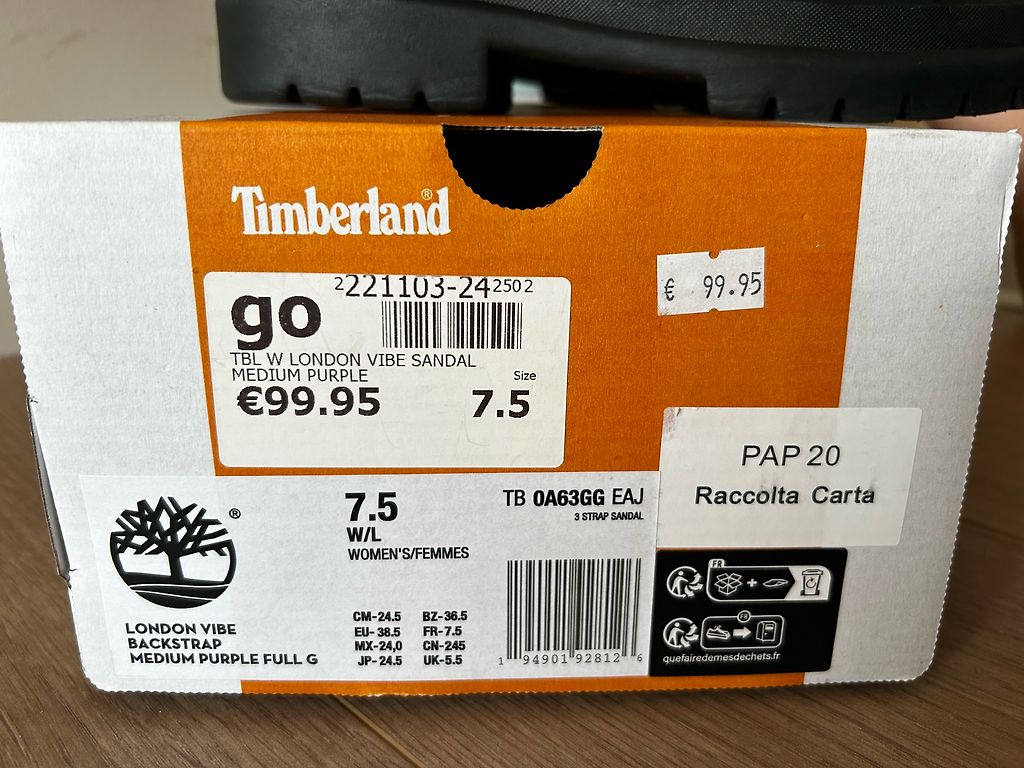 Timberland®
€ 99.95
2221103-242502
go
TBL W LONDON VIBE SANDAL
MEDIUM PURPLE
Size
€99.95
7.5
PAP 20
Raccolta Carta
®
7.5
W/L
WOMEN'S/FEMMES
TB 0A63GG EAJ
3 STRAP SANDAL
CM-24.5 BZ-36.5
EU- 38.5 FR-7.5
MX-24,0 CN-245
JP-24.5 UK-5.5
LONDON VIBE
BACKSTRAP
MEDIUM PURPLE FULL G
1 94901 92812 6
FR
+
FR
quefairedemesdechets.fr